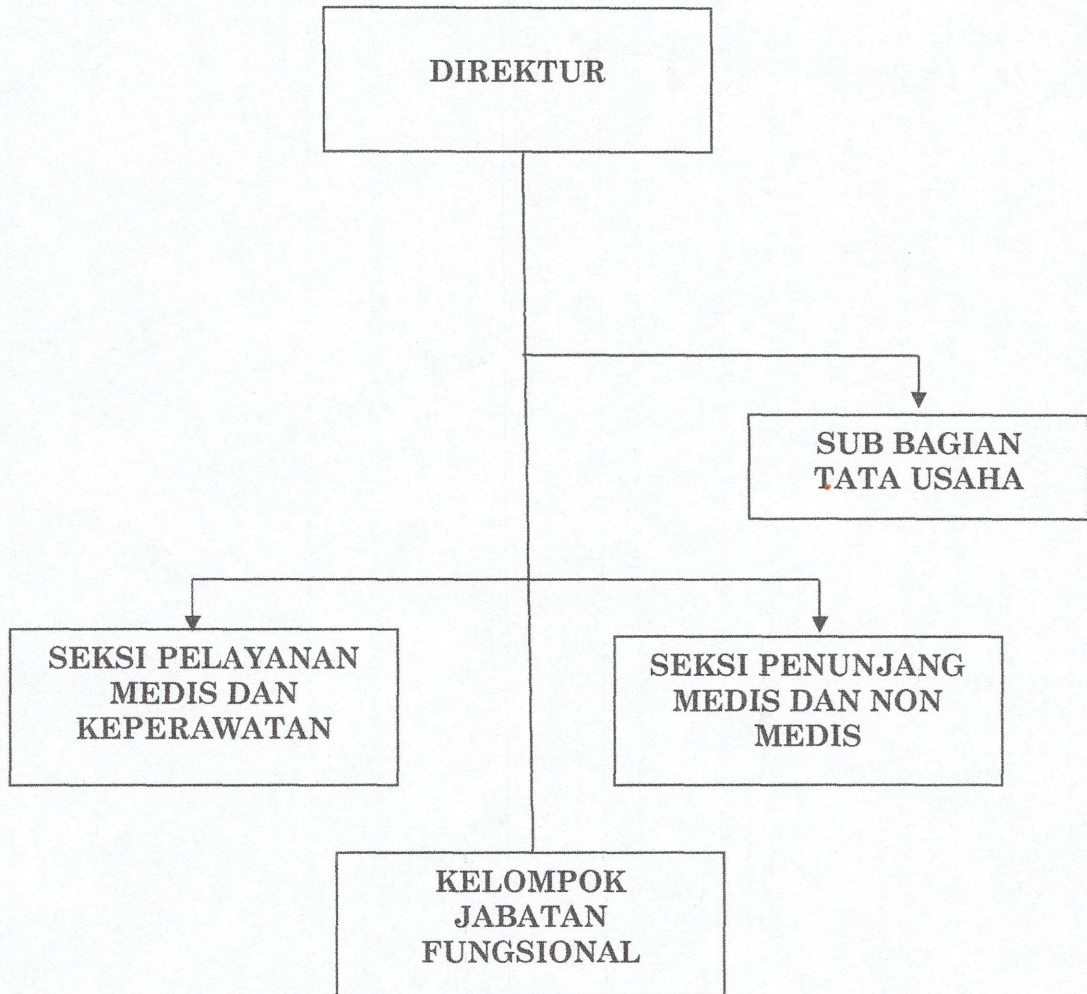 DIREKTUR
SUB BAGIAN
TATA USAHA
SEKSI PELAYANAN
MEDIS DAN
KEPERAWATAN
SEKSI PENUNJANG
MEDIS DAN NON
MEDIS
KELOMPOK
JABATAN
FUNGSIONAL